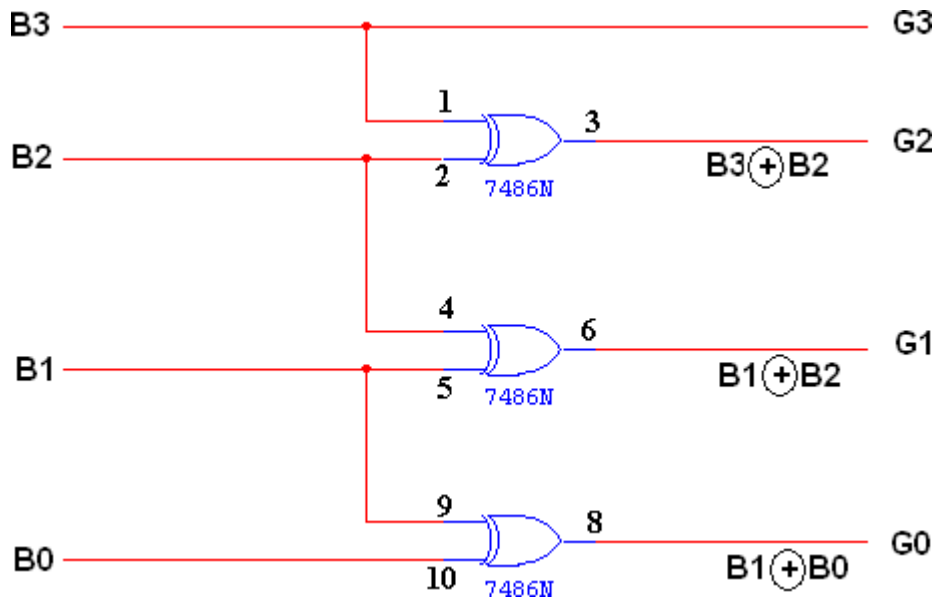 B3 G3
1
3
B2 G2
2
B3 + B2
7486N
4
6
B1 G1
5
B1 + B2
7486N
9
8
B0 G0
10
B1 + B0
7486N